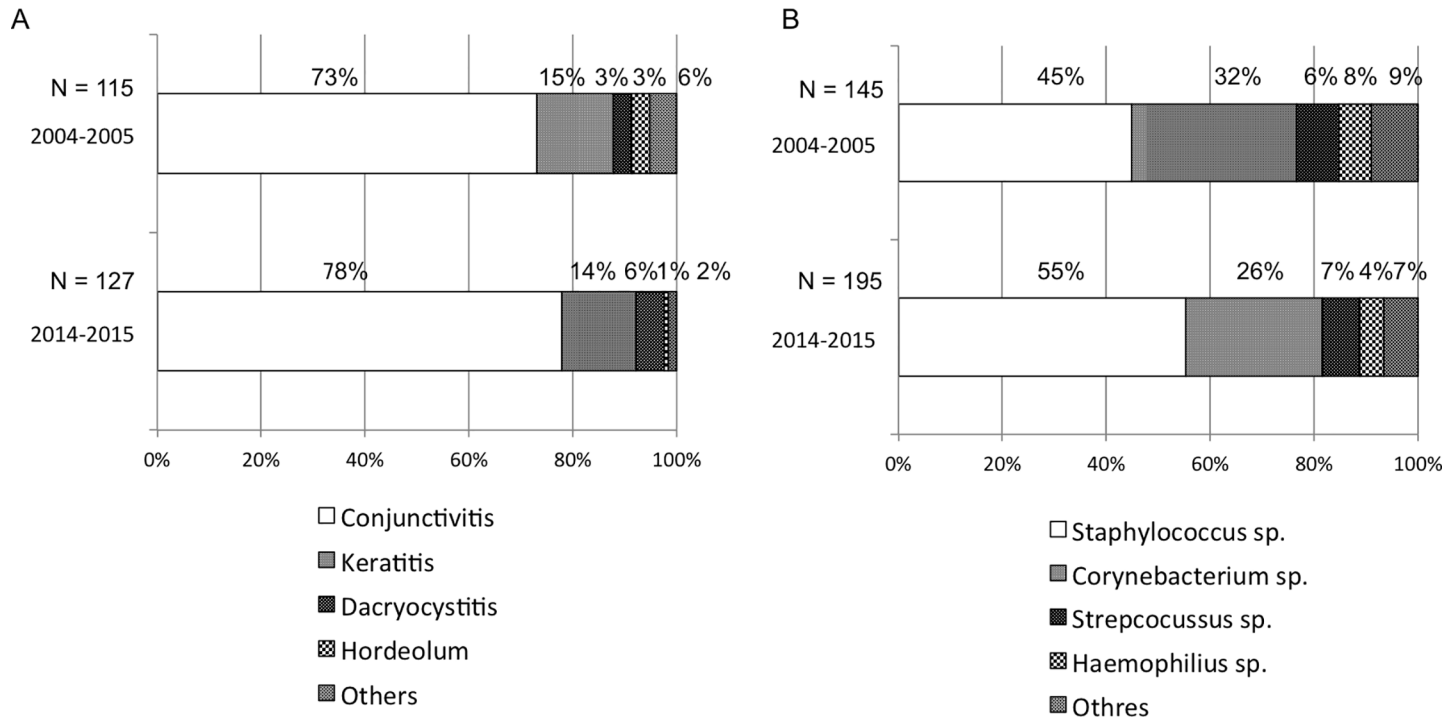 A
73% 15% 3% 3% 6%
N = 115
2004-2005
78% 14% 6% 1% 2%
N = 127
2014-2015
0% 20% 40% 60% 80% 100%
Conjunctivitis
Keratitis
Dacryocystitis
Hordeolum
Others
B
45% 32% 6% 8% 9%
N = 145
2004-2005
55% 26% 7% 4% 7%
N = 195
2014-2015
0% 20% 40% 60% 80% 100%
Staphylococcus sp.
Corynebacterium sp.
Strepcocussus sp.
Haemophilius sp.
Othres